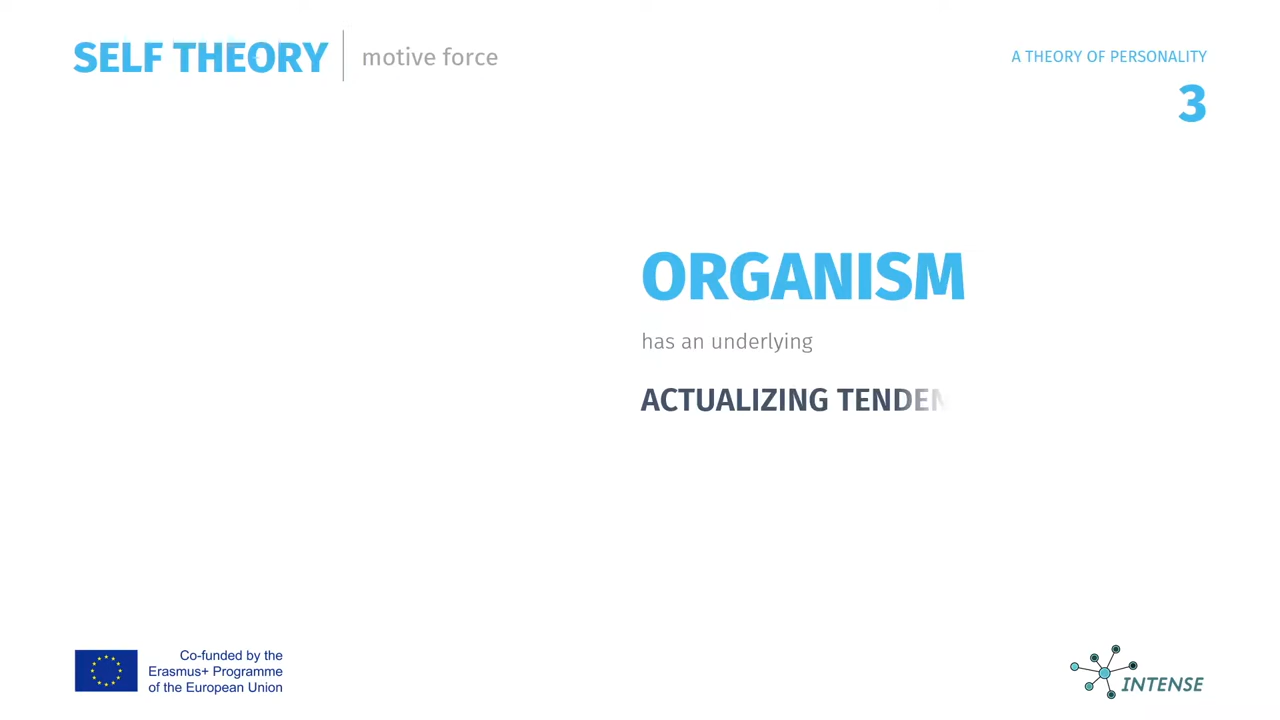 SELF THEORY
motive force
A THEORY OF PERSONALITY
3
ORGANISM
has an underlying
ACTUALIZING TENDEN
Co-funded by the
Erasmus+ Programme
of the European Union
INTENSE